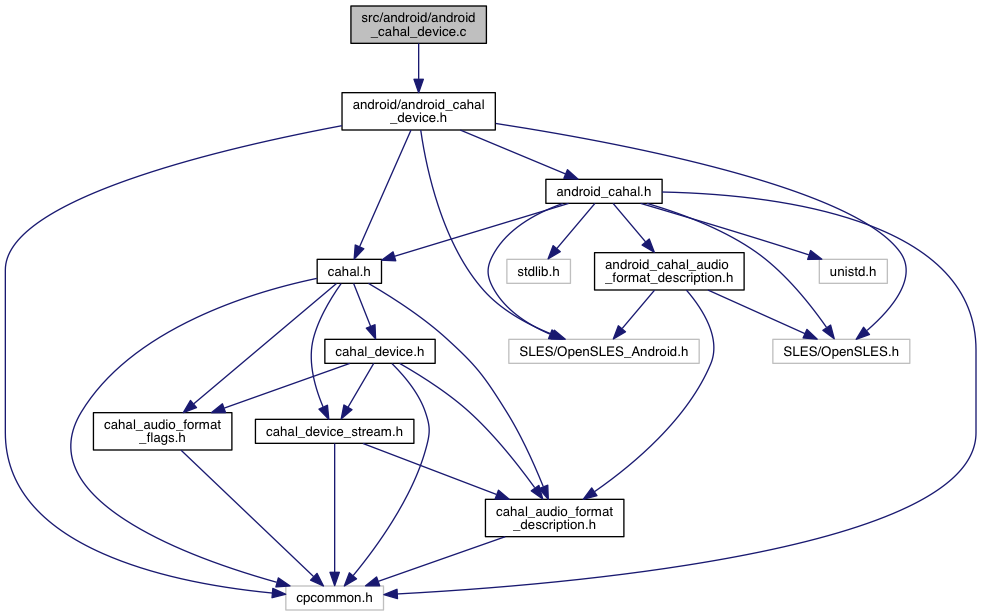 src/android/android
_cahal_device.c
android/android_cahal
_device.h
android_cahal.h
cahal.h
stdlib.h
android_cahal_audio
_format_description.h
unistd.h
cahal_device.h
SLES/OpenSLES_Android.h
SLES/OpenSLES.h
cahal_audio_format
_flags.h
cahal_device_stream.h
cahal_audio_format
_description.h
cpcommon.h